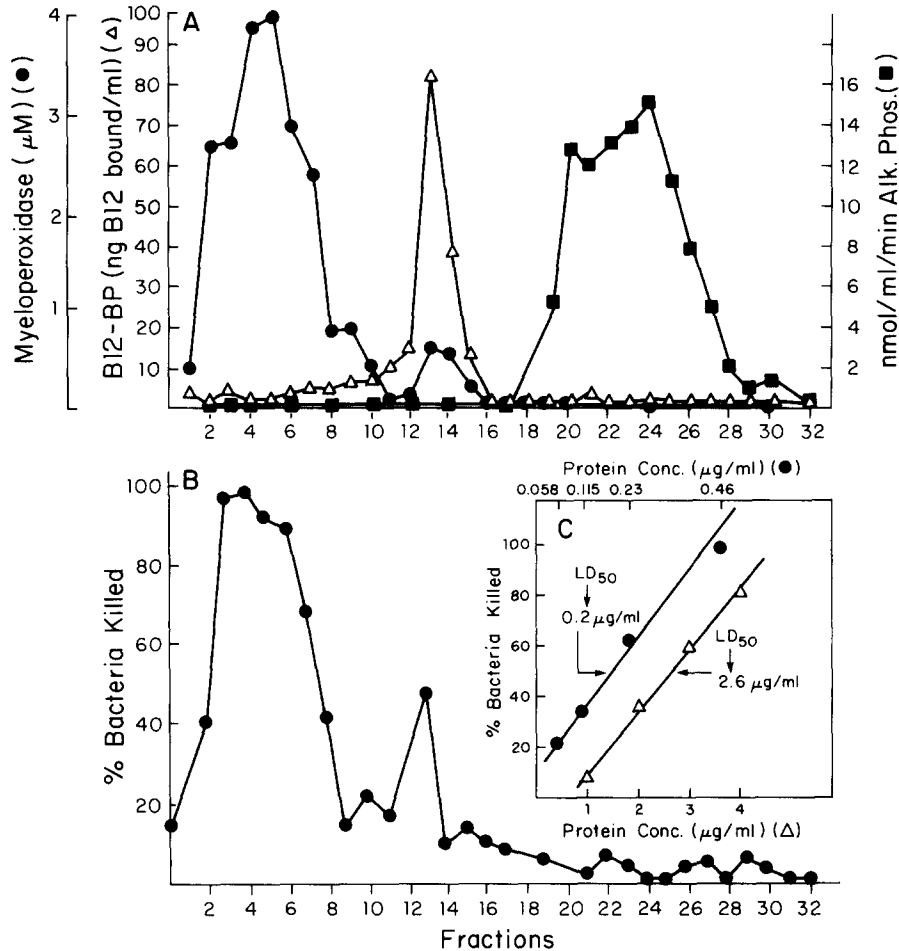 A
Myeloperoxidase (μM) (●)
4
3
2
1
B12-BP (ng B12 bound/ml) (Δ)
100
90
80
70
60
50
40
30
20
10
nmol/ml/min Alk. Phos. (■)
16
14
12
10
8
6
4
2
2 4 6 8 10 12 14 16 18 20 22 24 26 28 30 32
B
% Bacteria Killed
100
80
60
40
20
2 4 6 8 10 12 14 16 18 20 22 24 26 28 30 32
Fractions
Protein Conc. (μg/ml) (●)
0.058 0.115 0.23 0.46
C
% Bacteria Killed
100
80
60
40
20
LD50
0.2 μg/ml
LD50
2.6 μg/ml
1 2 3 4
Protein Conc. (μg/ml) (Δ)